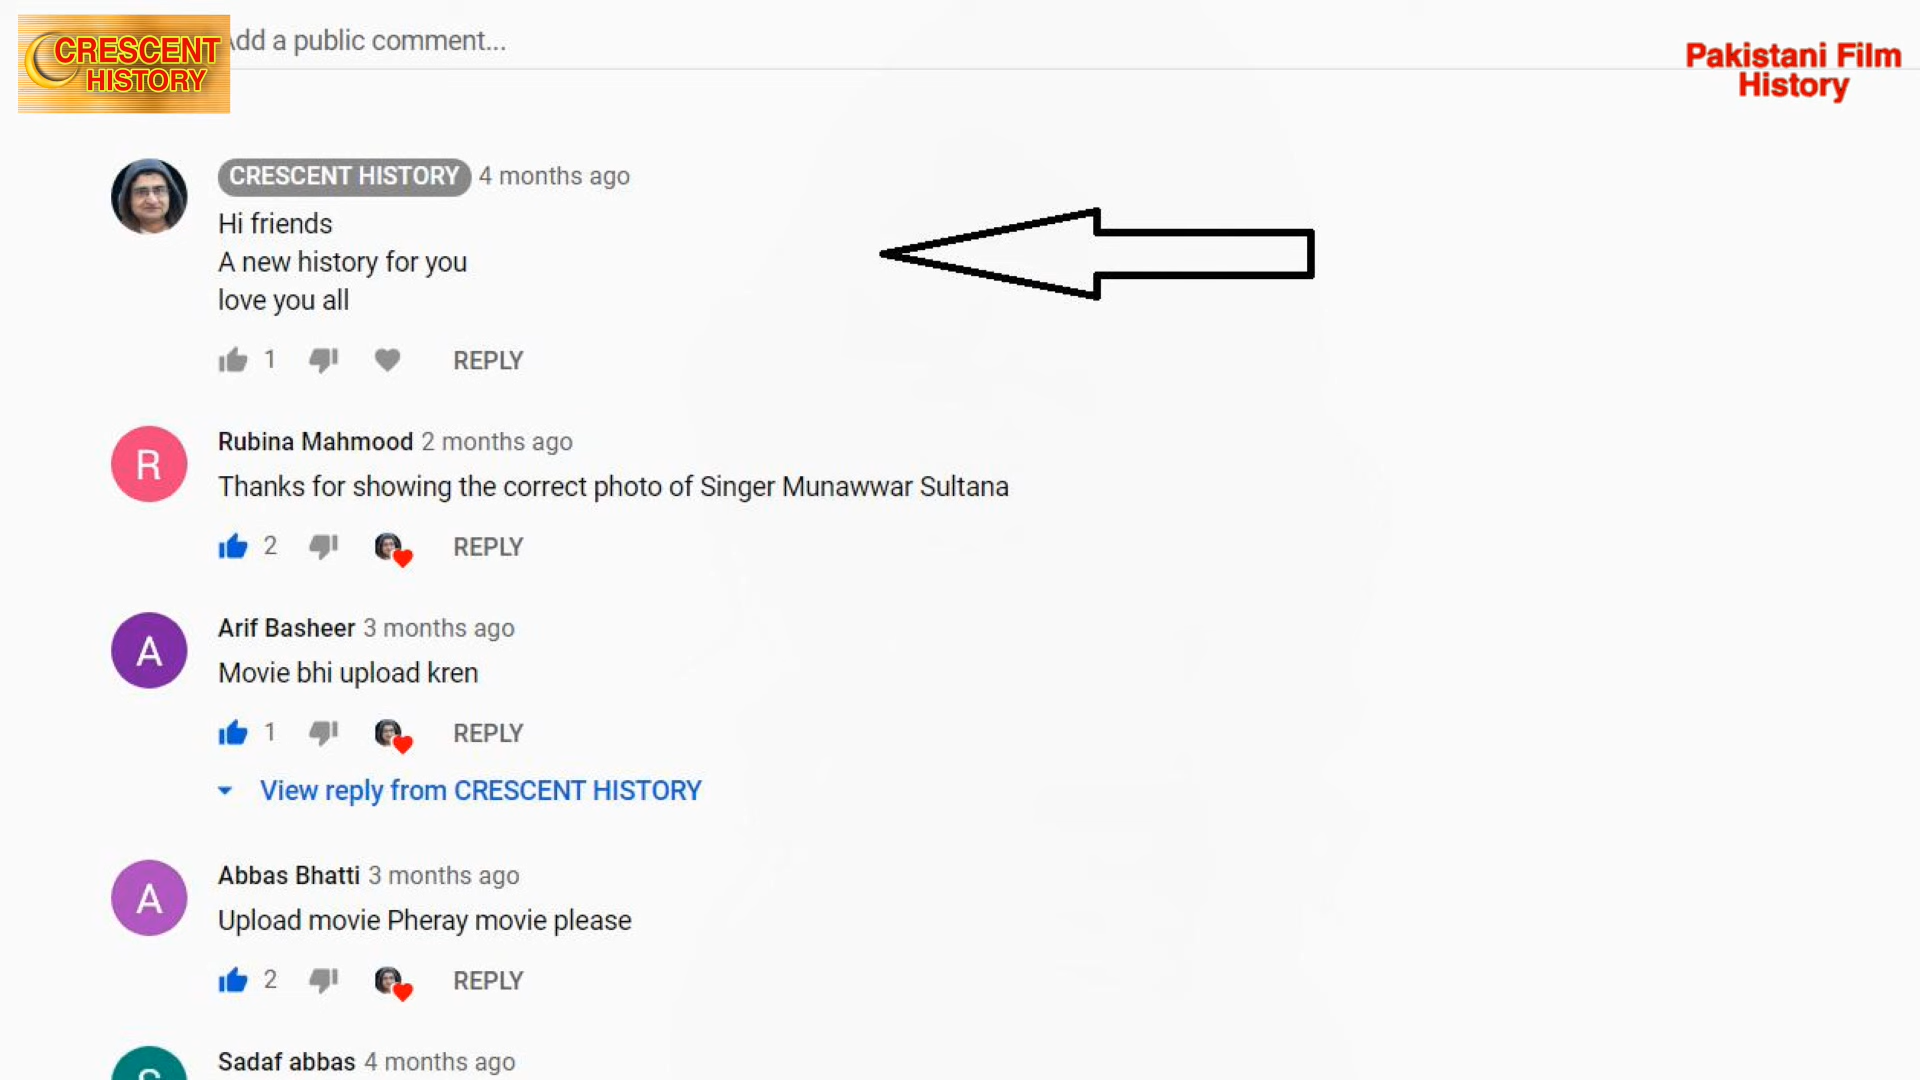 CRESCENT
HISTORY
Add a public comment...
Pakistani Film
History
CRESCENT HISTORY 4 months ago
Hi friends
A new history for you
love you all
1 REPLY
R
Rubina Mahmood 2 months ago
Thanks for showing the correct photo of Singer Munawwar Sultana
2 REPLY
A
Arif Basheer 3 months ago
Movie bhi upload kren
1 REPLY
View reply from CRESCENT HISTORY
A
Abbas Bhatti 3 months ago
Upload movie Pheray movie please
2 REPLY
S
Sadaf abbas 4 months ago